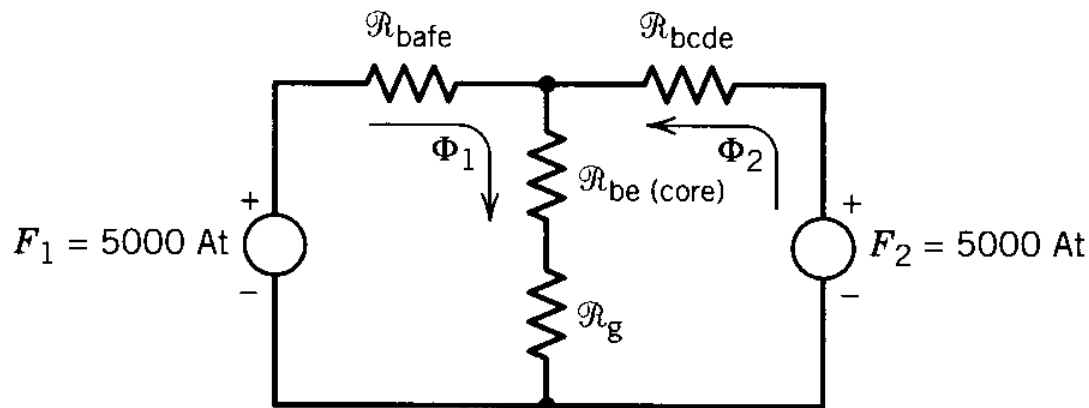 ℛbafe
ℛbcde
Φ1
Φ2
ℛbe (core)
+
+
F1 = 5000 At
F2 = 5000 At
−
−
ℛg